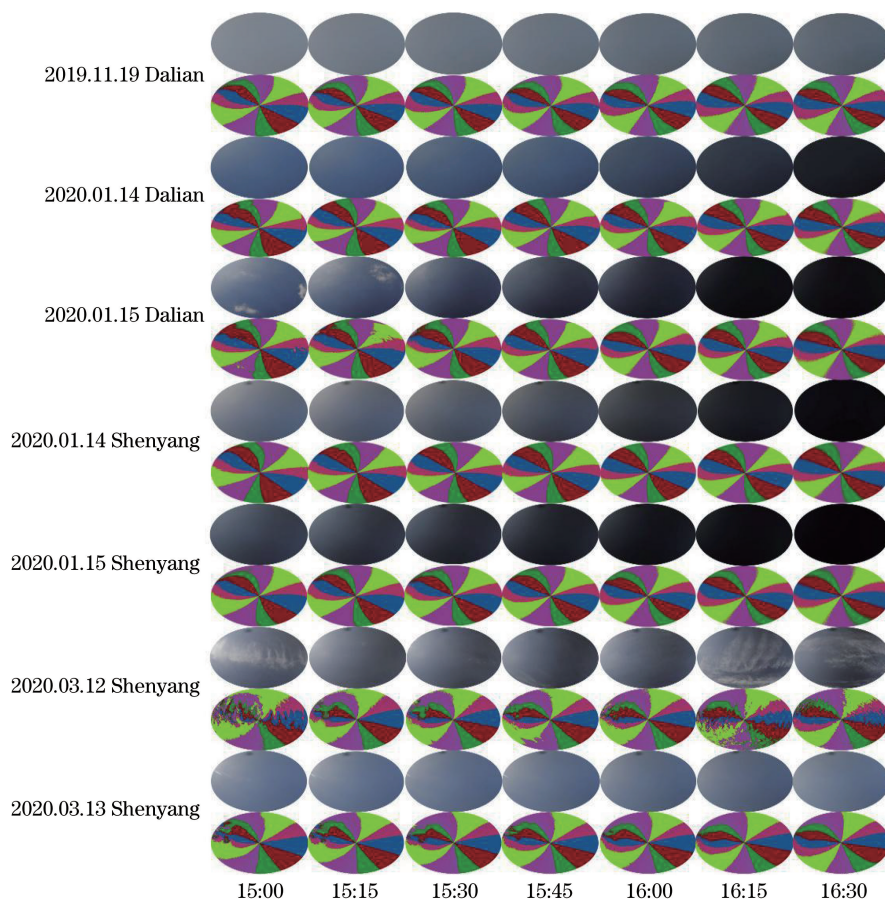 2019.11.19 Dalian
2020.01.14 Dalian
2020.01.15 Dalian
2020.01.14 Shenyang
2020.01.15 Shenyang
2020.03.12 Shenyang
2020.03.13 Shenyang
15:00 15:15 15:30 15:45 16:00 16:15 16:30